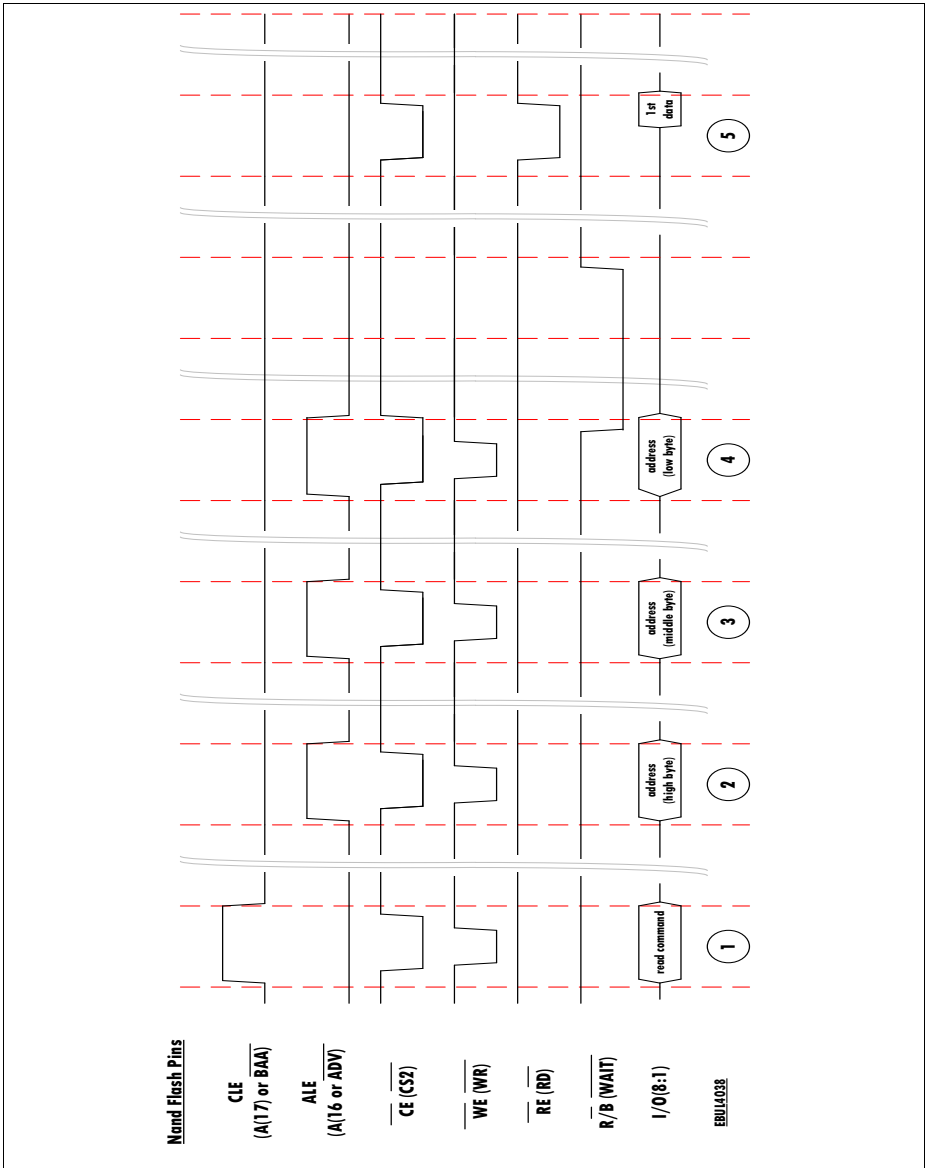 Nand Flash Pins
CLE
(A(17) or BAA)
ALE
(A(16 or ADV)
CE (CS2)
WE (WR)
RE (RD)
R/B (WAIT)
I/O(8:1)
read command
address
(high byte)
address
(middle byte)
address
(low byte)
1st
data
1
2
3
4
5
EBUL4038